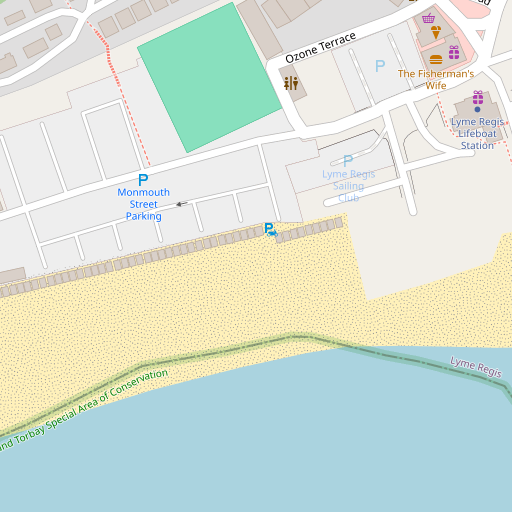 Ozone Terrace
P
The Fisherman's
Wife
Lyme Regis
Lifeboat
Station
P
Monmouth
Street
Parking
P
Lyme Regis
Sailing
Club
P
Lyme Regis
and Torbay Special Area of Conservation